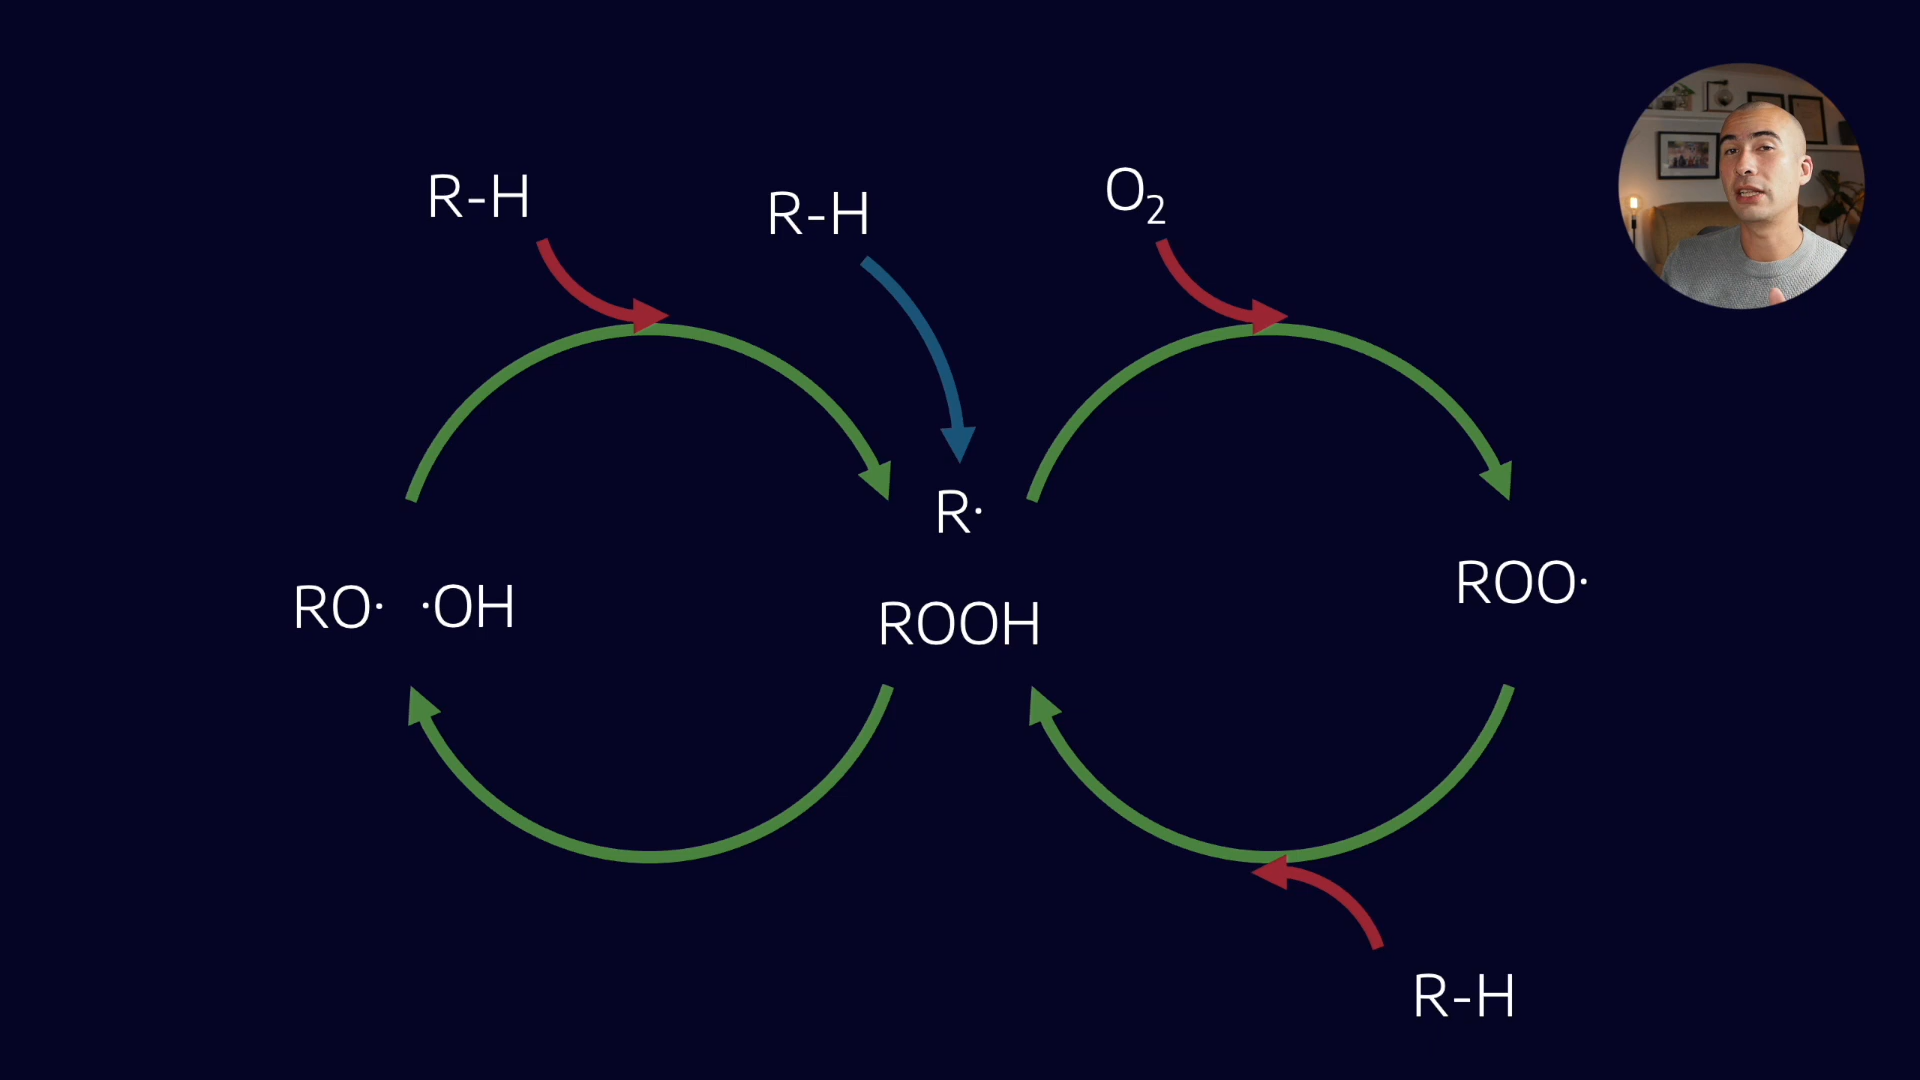 R-H
R-H
O₂
R·
RO· ·OH
ROOH
ROO·
R-H